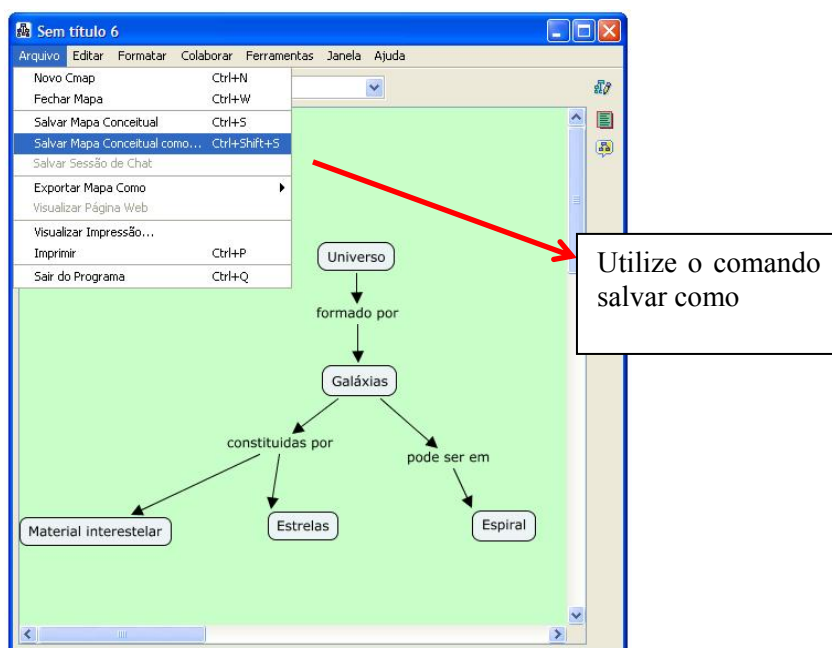 Sem título 6
Arquivo Editar Formatar Colaborar Ferramentas Janela Ajuda
Novo Cmap Ctrl+N
Fechar Mapa Ctrl+W
Salvar Mapa Conceitual Ctrl+S
Salvar Mapa Conceitual como... Ctrl+Shift+S
Salvar Sessão de Chat
Exportar Mapa Como
Visualizar Página Web
Visualizar Impressão...
Imprimir Ctrl+P
Sair do Programa Ctrl+Q
Utilize o comando
salvar como
Universo
formado por
Galáxias
constituidas por
pode ser em
Material interestelar
Estrelas
Espiral